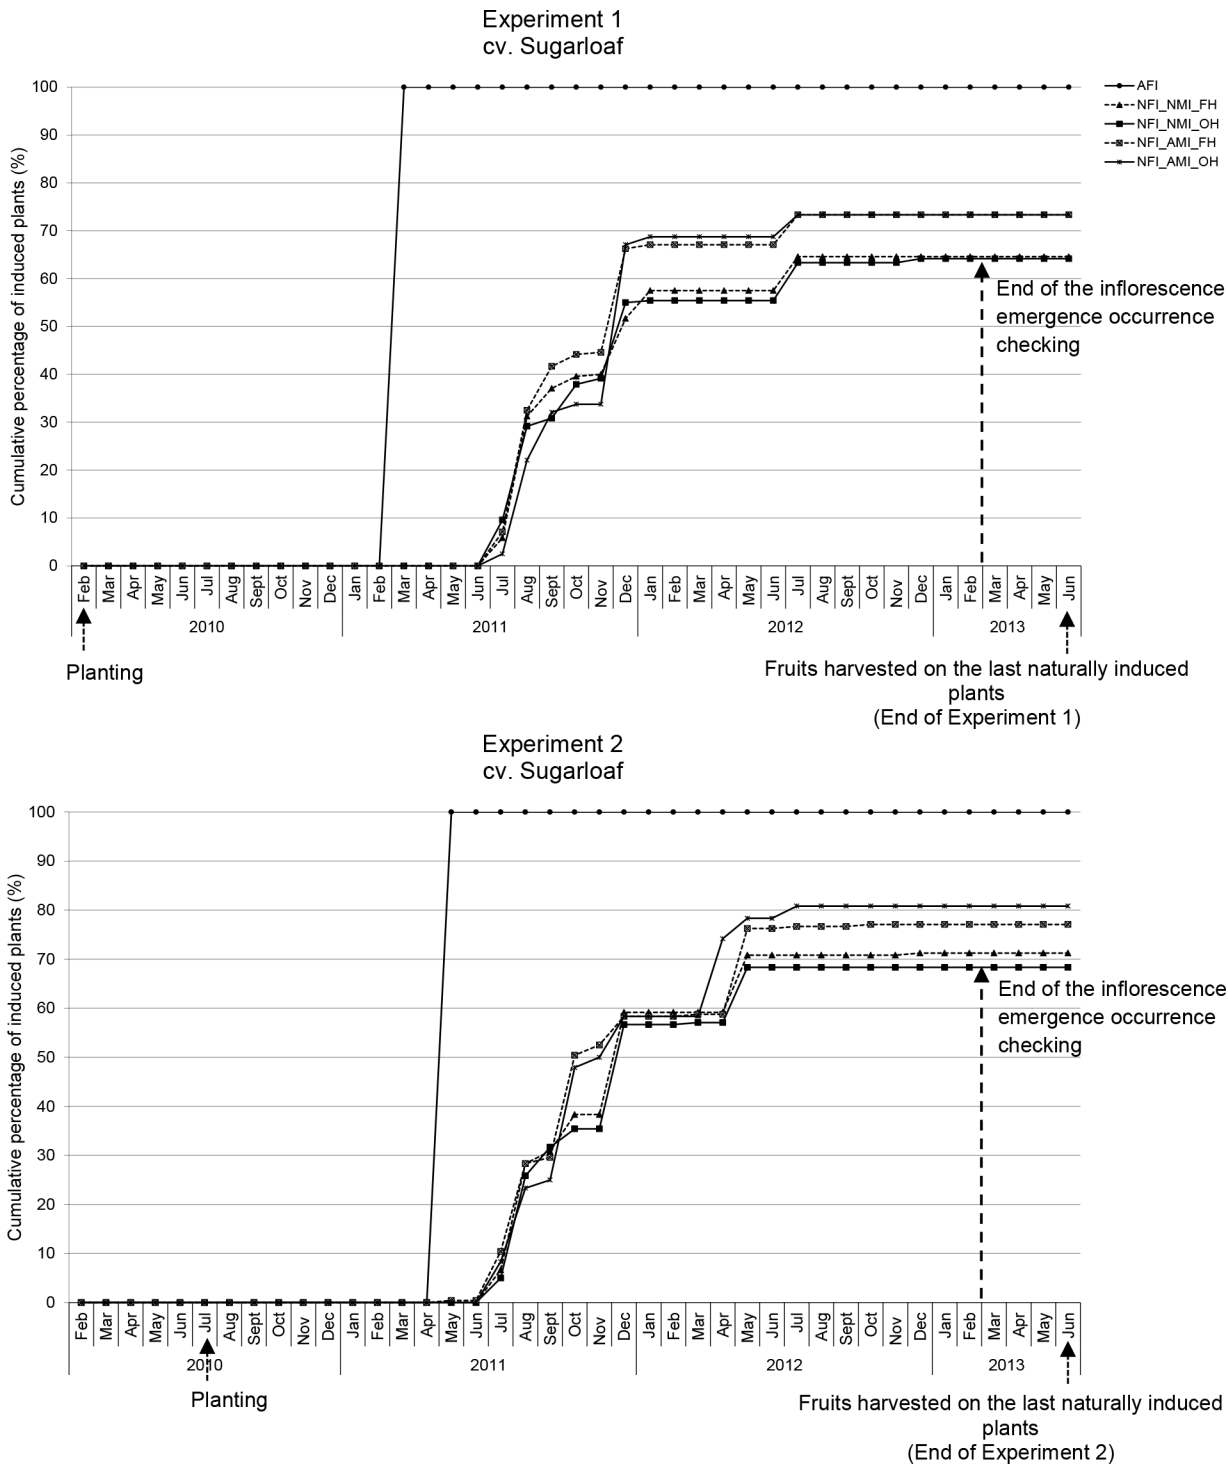 Experiment 1
cv. Sugarloaf
Cumulative percentage of induced plants (%)
100
90
80
70
60
50
40
30
20
10
0
AFI
NFI_NMI_FH
NFI_NMI_OH
NFI_AMI_FH
NFI_AMI_OH
End of the inflorescence
emergence occurrence
checking
Feb Mar Apr May Jun Jul Aug Sept Oct Nov Dec Jan Feb Mar Apr May Jun Jul Aug Sept Oct Nov Dec Jan Feb Mar Apr May Jun Jul Aug Sept Oct Nov Dec Jan Feb Mar Apr May Jun
2010 2011 2012 2013
Planting
Fruits harvested on the last naturally induced
plants
(End of Experiment 1)
Experiment 2
cv. Sugarloaf
Cumulative percentage of induced plants (%)
100
90
80
70
60
50
40
30
20
10
0
End of the inflorescence
emergence occurrence
checking
Feb Mar Apr May Jun Jul Aug Sept Oct Nov Dec Jan Feb Mar Apr May Jun Jul Aug Sept Oct Nov Dec Jan Feb Mar Apr May Jun Jul Aug Sept Oct Nov Dec Jan Feb Mar Apr May Jun
2010 2011 2012 2013
Planting
Fruits harvested on the last naturally induced
plants
(End of Experiment 2)